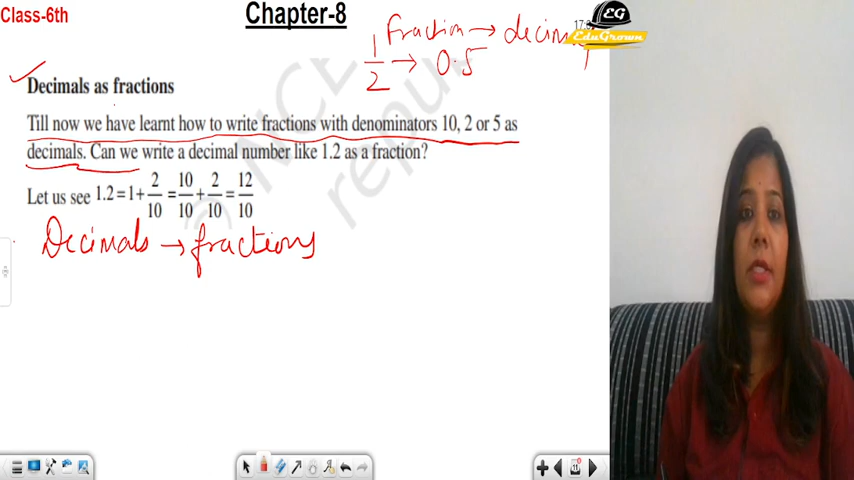 Class-6th
Chapter-8
Fraction → decimal
EG
EduGrown
1/2 → 0.5
Decimals as fractions
Till now we have learnt how to write fractions with denominators 10, 2 or 5 as
decimals. Can we write a decimal number like 1.2 as a fraction?
Let us see 1.2 = 1 + 2/10 = 10/10 + 2/10 = 12/10
Decimals → fractions